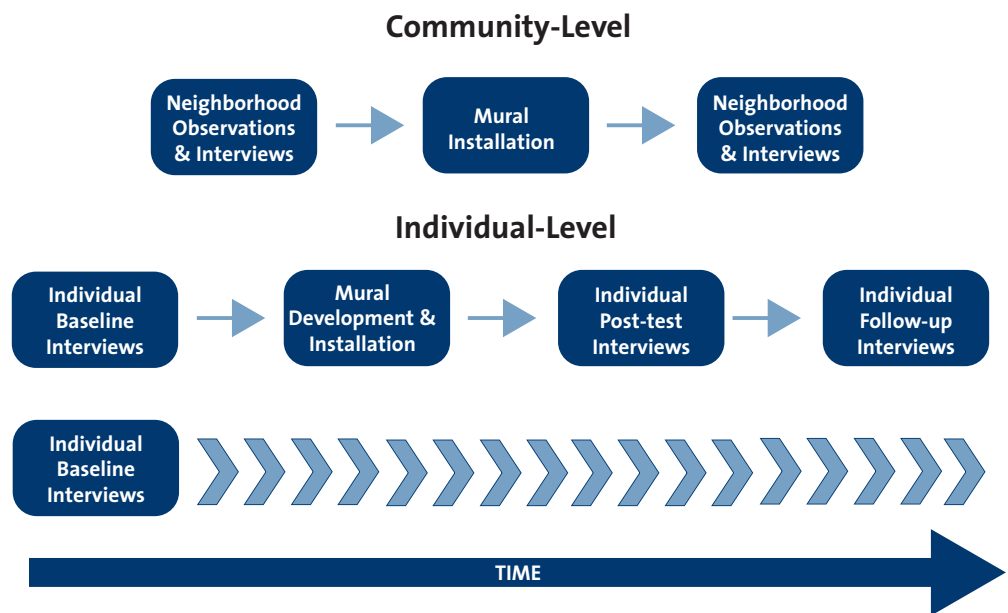 Community-Level
Neighborhood
Observations
& Interviews
Mural
Installation
Neighborhood
Observations
& Interviews
Individual-Level
Individual
Baseline
Interviews
Mural
Development &
Installation
Individual
Post-test
Interviews
Individual
Follow-up
Interviews
Individual
Baseline
Interviews
TIME